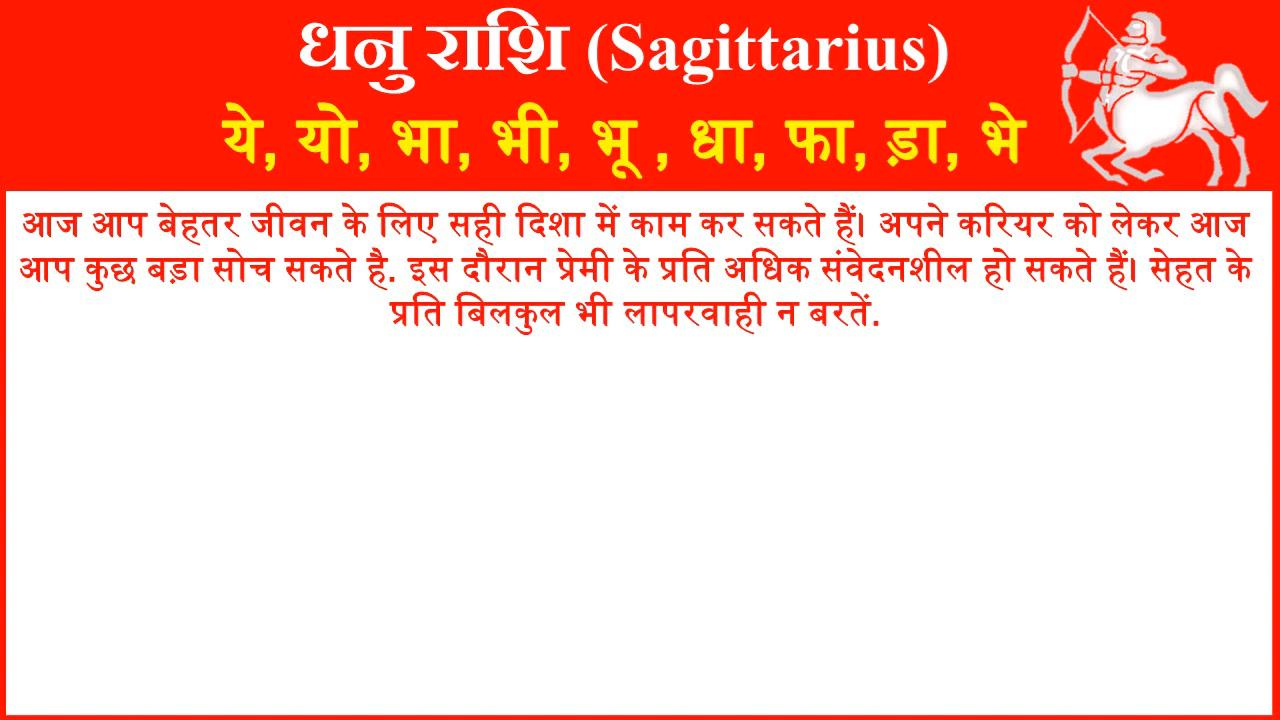 धनु राशि (Sagittarius)
ये, यो, भा, भी, भू , धा, फा, ड़ा, भे
आज आप बेहतर जीवन के लिए सही दिशा में काम कर सकते हैं। अपने करियर को लेकर आज
आप कुछ बड़ा सोच सकते है. इस दौरान प्रेमी के प्रति अधिक संवेदनशील हो सकते हैं। सेहत के
प्रति बिलकुल भी लापरवाही न बरतें.